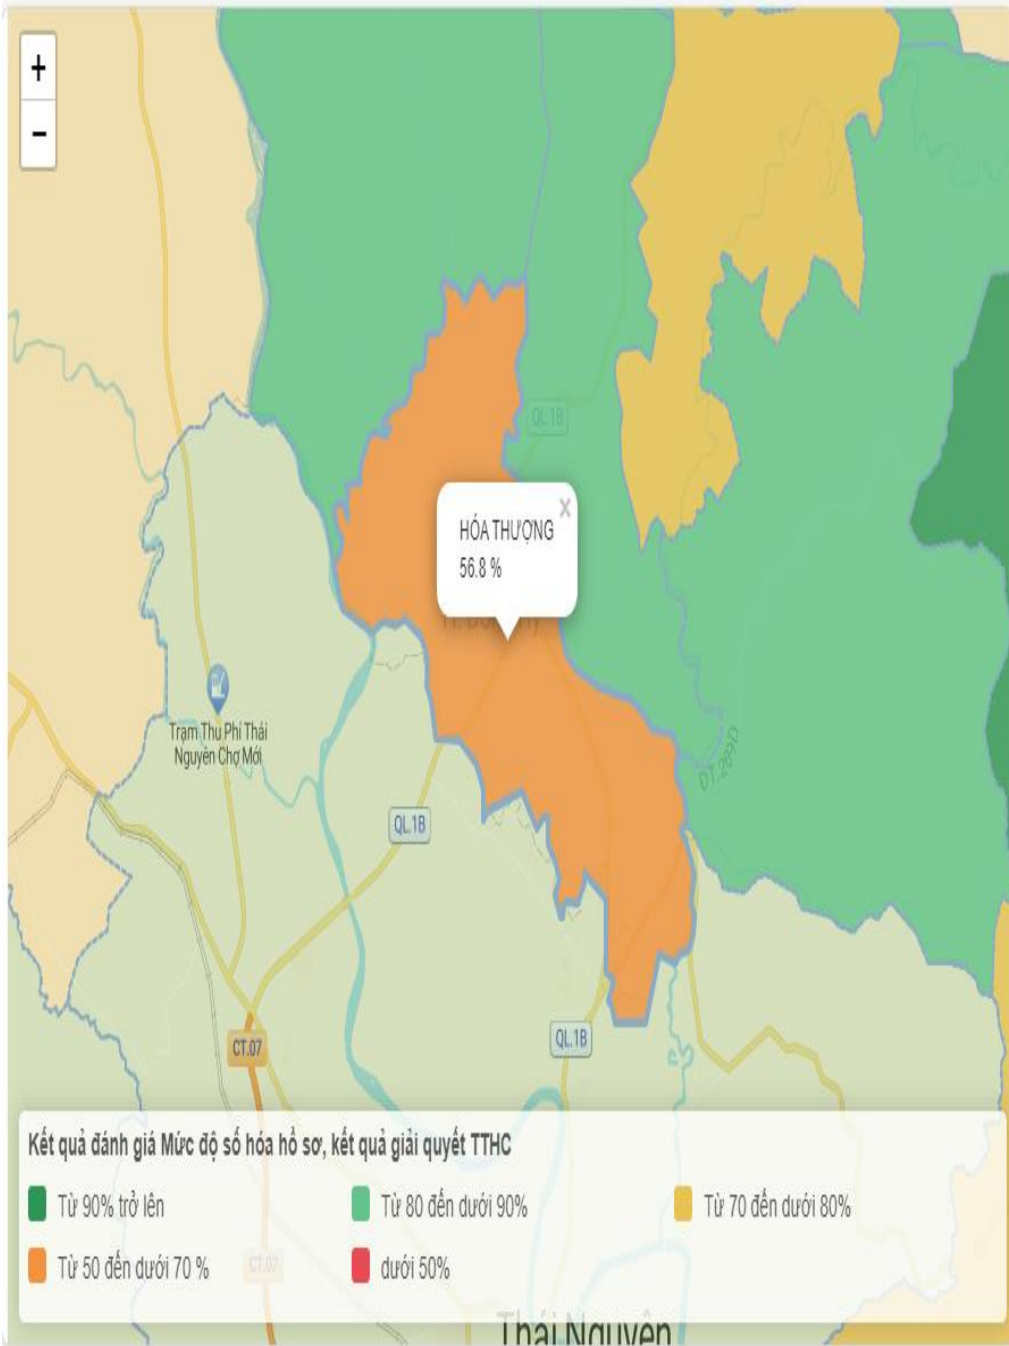 +
−
QL.1B
HÓA THƯỢNG
×
56.8 %
Trạm Thu Phí Thái
Nguyên Chợ Mới
ĐT.269D
QL.1B
QL.1B
CT.07
Kết quả đánh giá Mức độ số hóa hồ sơ, kết quả giải quyết TTHC
Từ 90% trở lên
Từ 80 đến dưới 90%
Từ 70 đến dưới 80%
Từ 50 đến dưới 70 %
dưới 50%
CT.07
Thái Nguyên